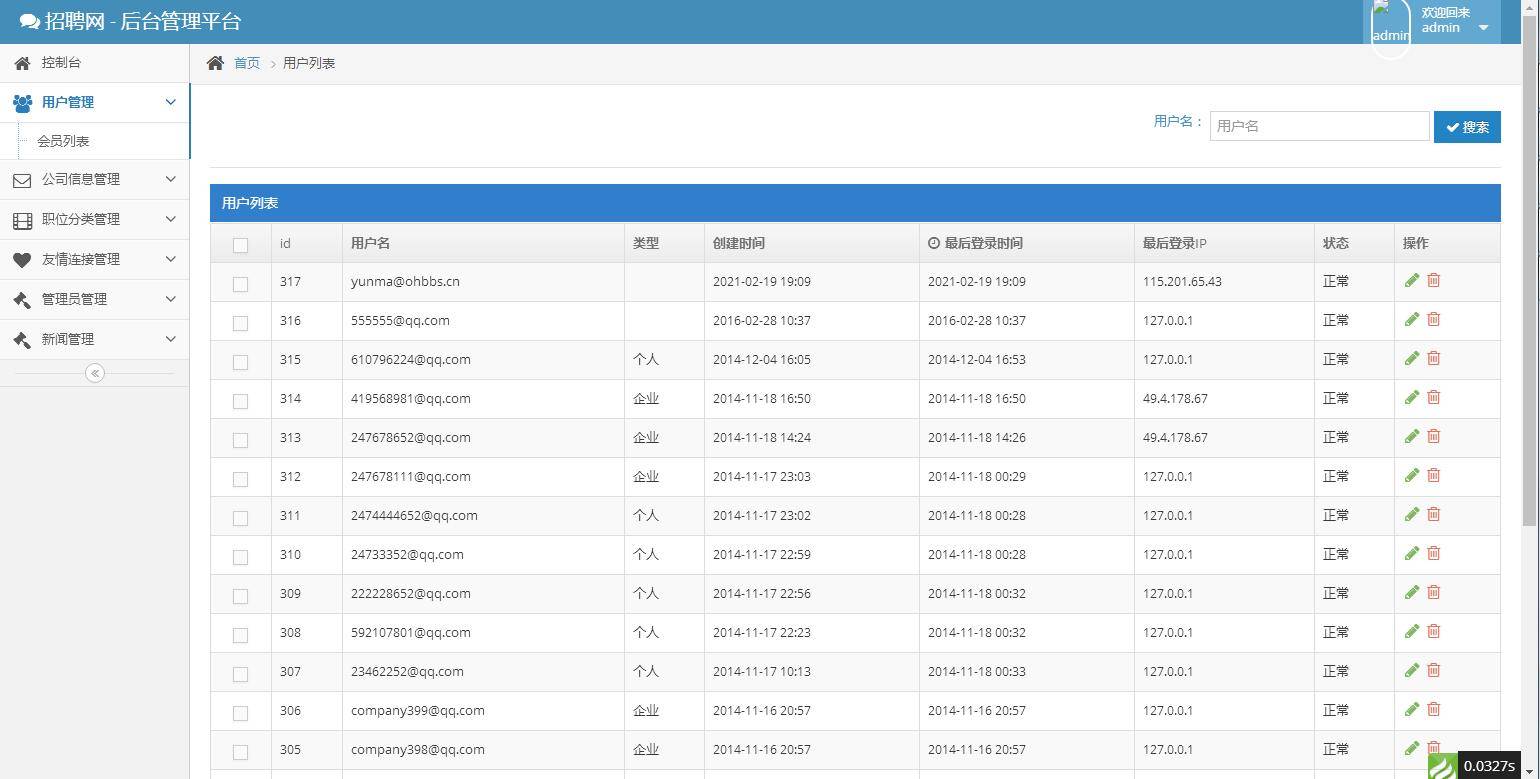 招聘网 - 后台管理平台
admin
欢迎回来
admin
控制台
用户管理
会员列表
公司信息管理
职位分类管理
友情连接管理
管理员管理
新闻管理
首页 > 用户列表
用户名： 用户名 搜索
用户列表
id 用户名 类型 创建时间 最后登录时间 最后登录IP 状态 操作
317 yunma@ohbbs.cn 2021-02-19 19:09 2021-02-19 19:09 115.201.65.43 正常
316 555555@qq.com 2016-02-28 10:37 2016-02-28 10:37 127.0.0.1 正常
315 610796224@qq.com 个人 2014-12-04 16:05 2014-12-04 16:53 127.0.0.1 正常
314 419568981@qq.com 企业 2014-11-18 16:50 2014-11-18 16:50 49.4.178.67 正常
313 247678652@qq.com 企业 2014-11-18 14:24 2014-11-18 14:26 49.4.178.67 正常
312 247678111@qq.com 企业 2014-11-17 23:03 2014-11-18 00:29 127.0.0.1 正常
311 2474444652@qq.com 个人 2014-11-17 23:02 2014-11-18 00:28 127.0.0.1 正常
310 24733352@qq.com 个人 2014-11-17 22:59 2014-11-18 00:28 127.0.0.1 正常
309 222228652@qq.com 个人 2014-11-17 22:56 2014-11-18 00:32 127.0.0.1 正常
308 592107801@qq.com 个人 2014-11-17 22:23 2014-11-18 00:32 127.0.0.1 正常
307 23462252@qq.com 个人 2014-11-17 10:13 2014-11-18 00:33 127.0.0.1 正常
306 company399@qq.com 企业 2014-11-16 20:57 2014-11-16 20:57 127.0.0.1 正常
305 company398@qq.com 企业 2014-11-16 20:57 2014-11-16 20:57 127.0.0.1 正常
0.0327s